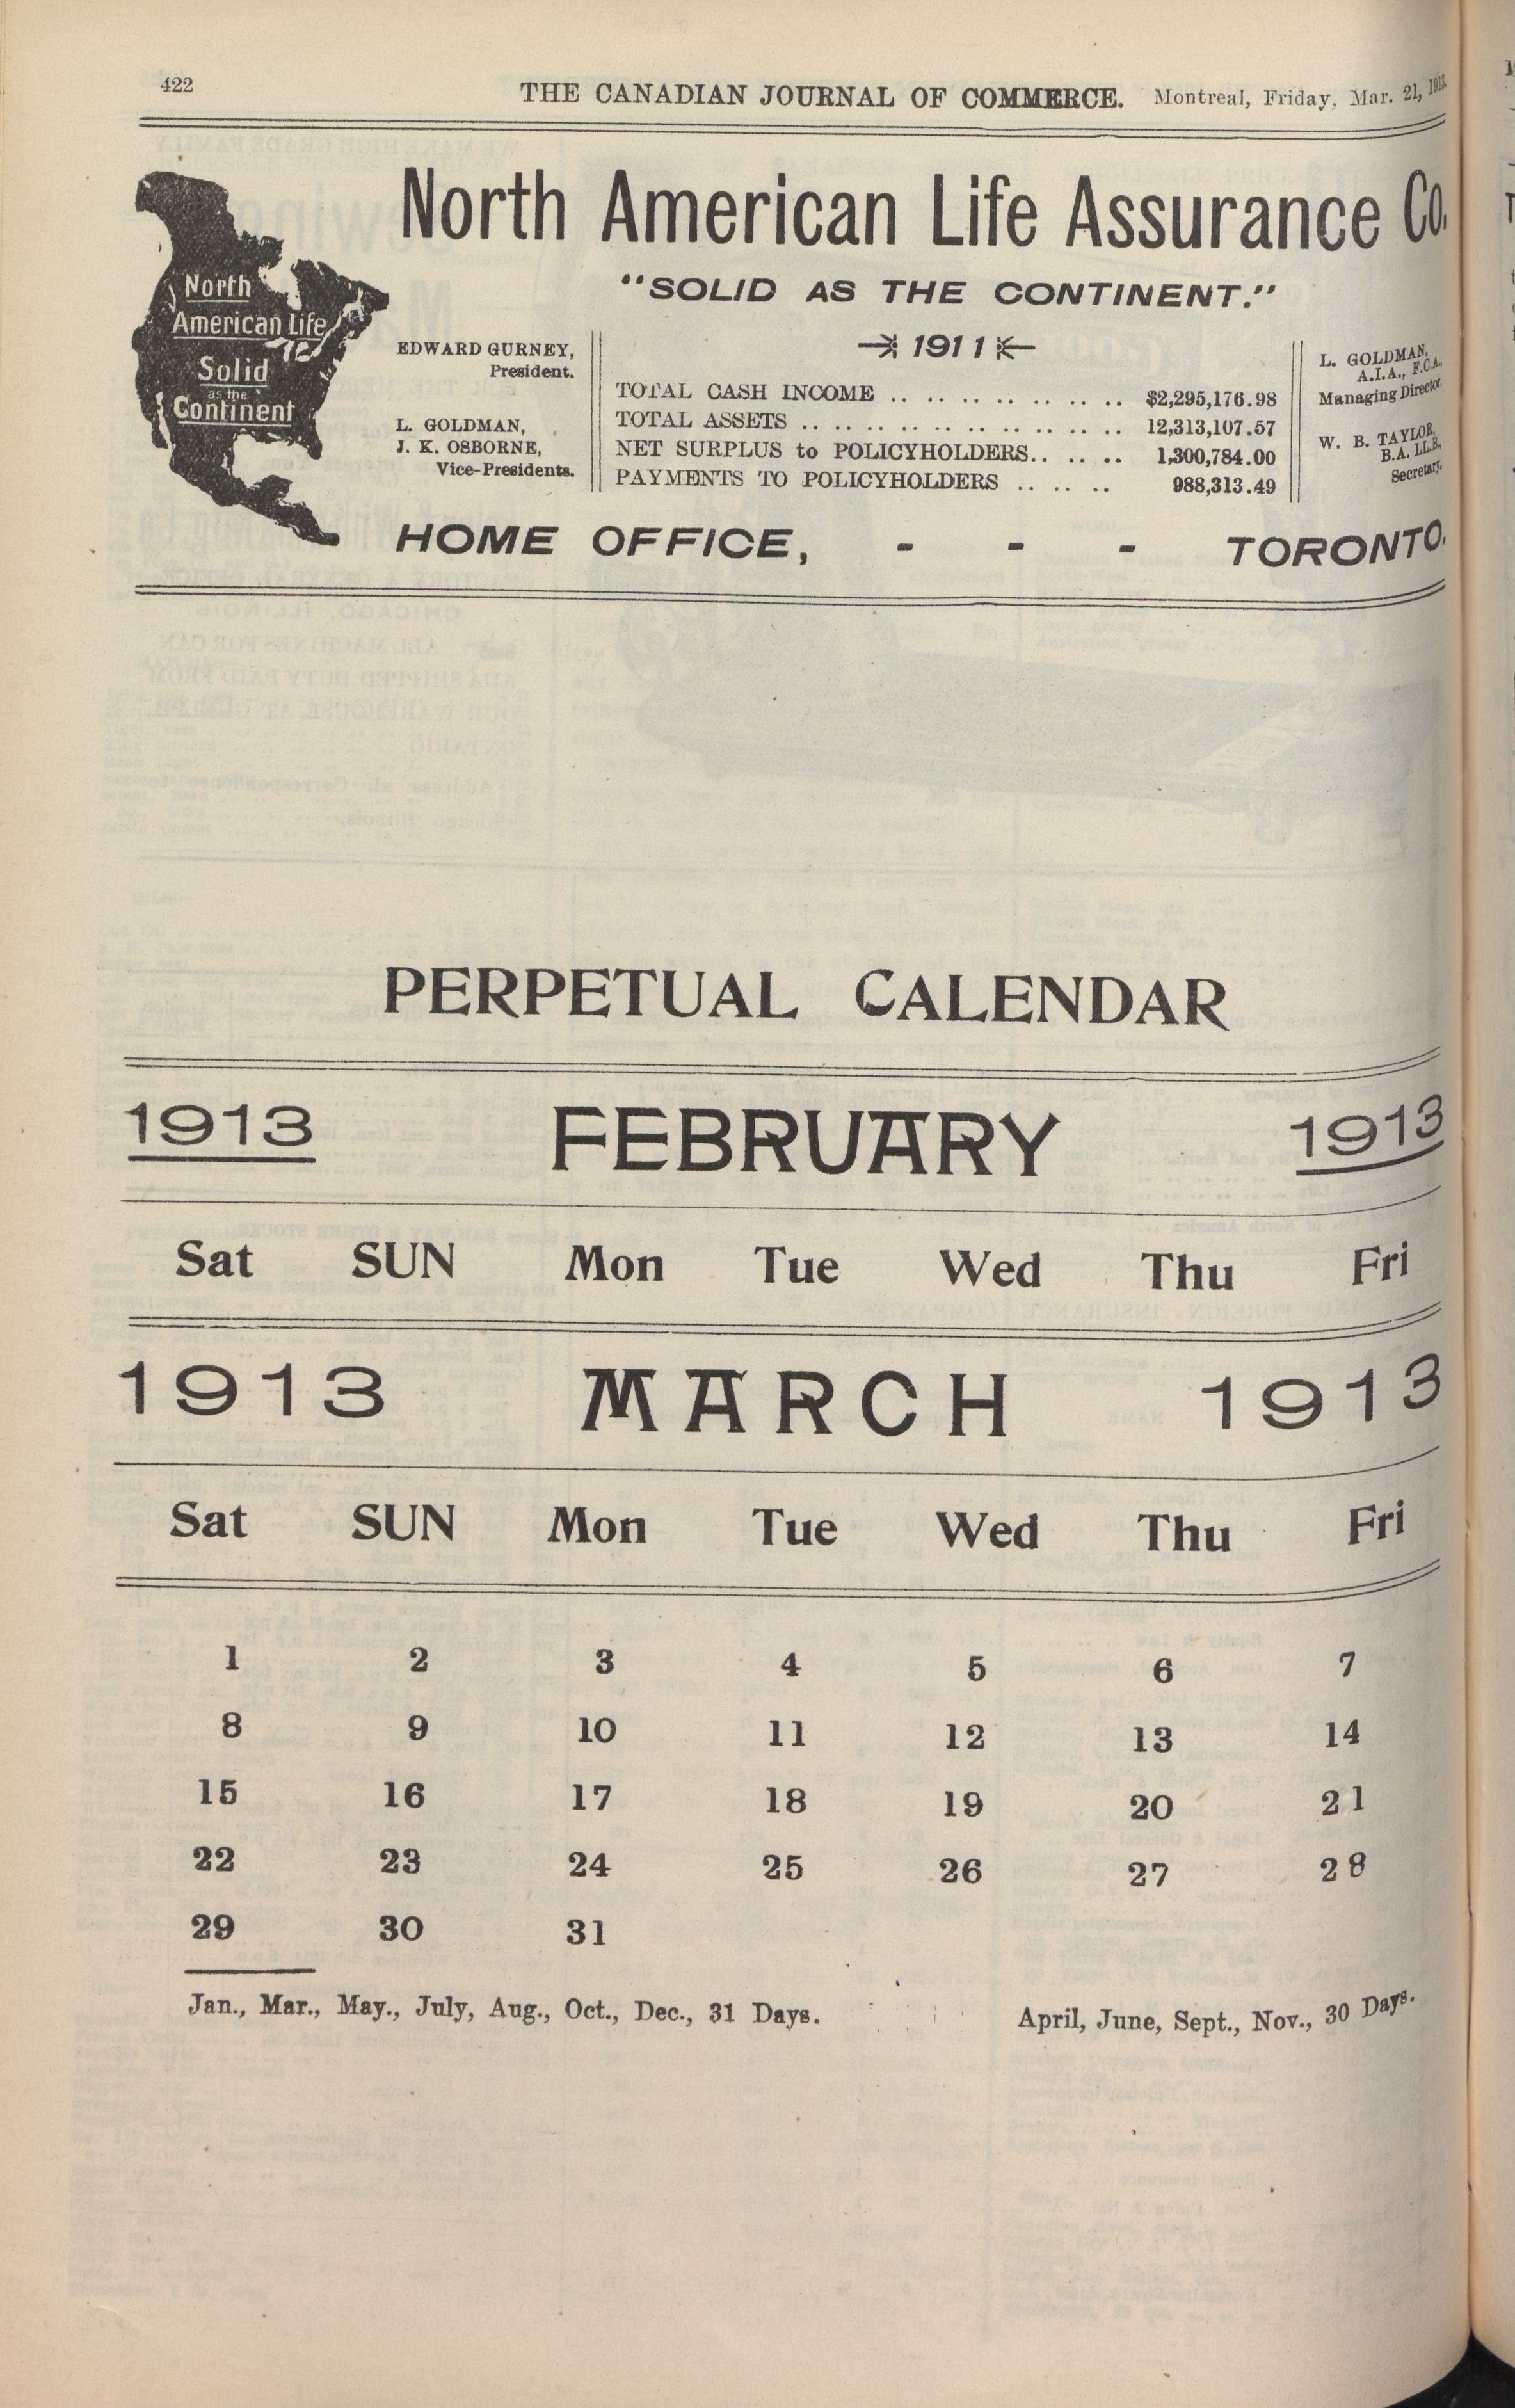 422 THE CANADIAN JOURNAL OF COMMERCE. Montreal, Friday, Mar. 21, 1913.
North American Life Assurance Co.
"SOLID AS THE CONTINENT."
North
American Life
Solid
as the
Continent
EDWARD GURNEY,
President.
L. GOLDMAN,
J. K. OSBORNE,
Vice-Presidents.
1911
TOTAL CASH INCOME .. .. .. .. .. .. .. $2,295,176.98
TOTAL ASSETS .. .. .. .. .. .. .. .. .. 12,313,107.57
NET SURPLUS to POLICYHOLDERS.. .. .. 1,300,784.00
PAYMENTS TO POLICYHOLDERS .. .. .. 988,313.49
L. GOLDMAN,
A.I.A., F.C.A.
Managing Director.
W. B. TAYLOR,
B.A. LL.B.
Secretary.
HOME OFFICE, - - - TORONTO.
PERPETUAL CALENDAR
1913 FEBRUARY 1913
Sat SUN Mon Tue Wed Thu Fri
1913 MARCH 1913
Sat SUN Mon Tue Wed Thu Fri
1 2 3 4 5 6 7
8 9 10 11 12 13 14
15 16 17 18 19 20 21
22 23 24 25 26 27 28
29 30 31
Jan., Mar., May., July, Aug., Oct., Dec., 31 Days. April, June, Sept., Nov., 30 Days.